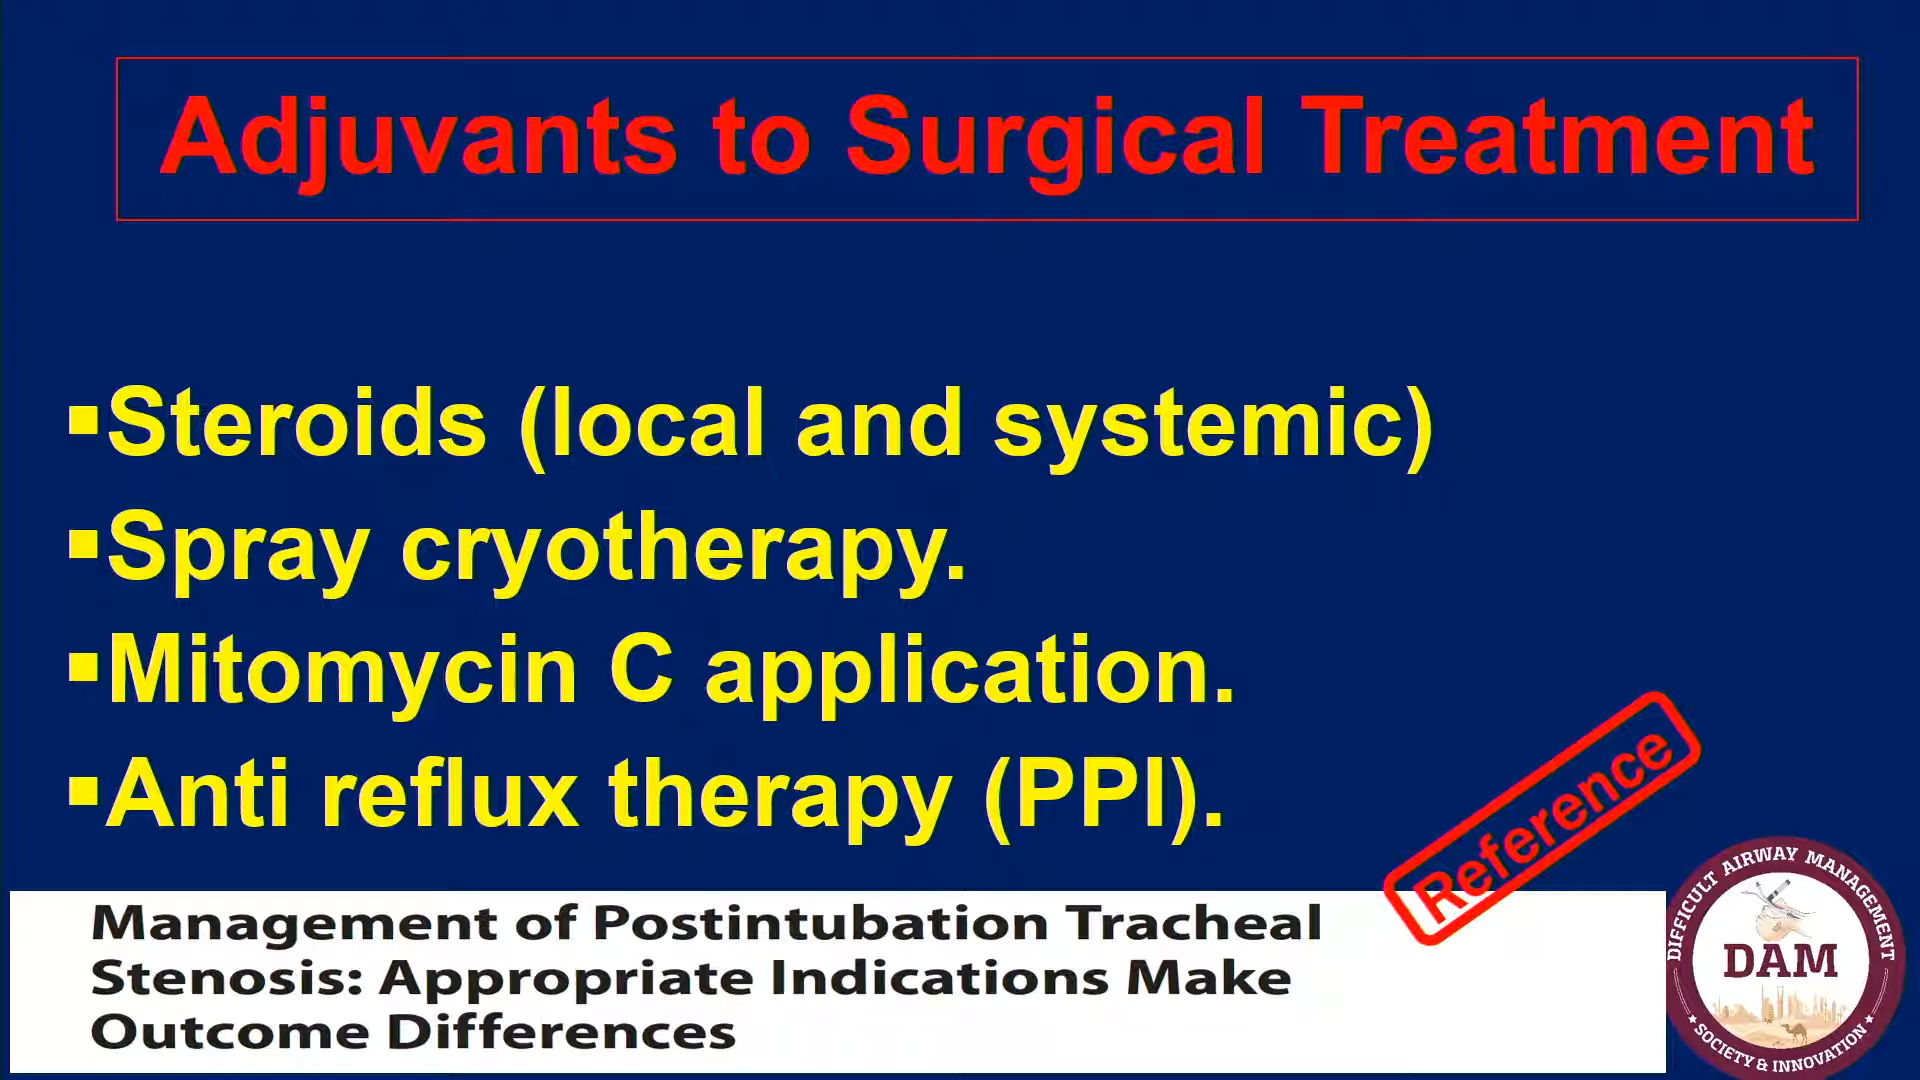 Adjuvants to Surgical Treatment
▪Steroids (local and systemic)
▪Spray cryotherapy.
▪Mitomycin C application.
▪Anti reflux therapy (PPI).
Reference
Management of Postintubation Tracheal
Stenosis: Appropriate Indications Make
Outcome Differences
DIFFICULT AIRWAY MANAGEMENT
DAM
SOCIETY & INNOVATION